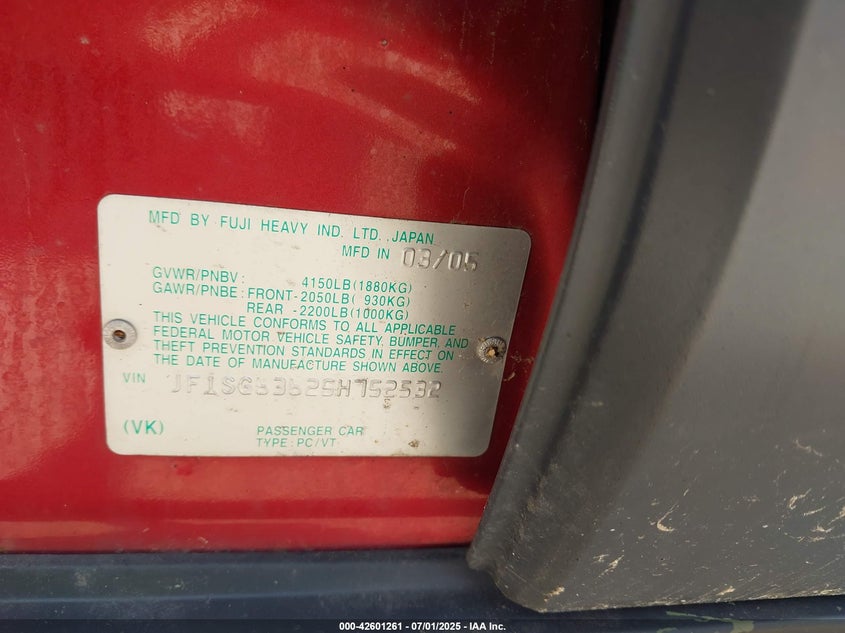 MFD BY FUJI HEAVY IND. LTD., JAPAN
MFD IN 03/05
GVWR/PNBV: 4150LB(1880KG)
GAWR/PNBE: FRONT-2050LB( 930KG)
REAR -2200LB(1000KG)
THIS VEHICLE CONFORMS TO ALL APPLICABLE
FEDERAL MOTOR VEHICLE SAFETY, BUMPER, AND
THEFT PREVENTION STANDARDS IN EFFECT ON
THE DATE OF MANUFACTURE SHOWN ABOVE.
VIN JF1SG63625H752532
(VK) PASSENGER CAR
TYPE: PC/VT
000-42601261 - 07/01/2025 - IAA Inc.